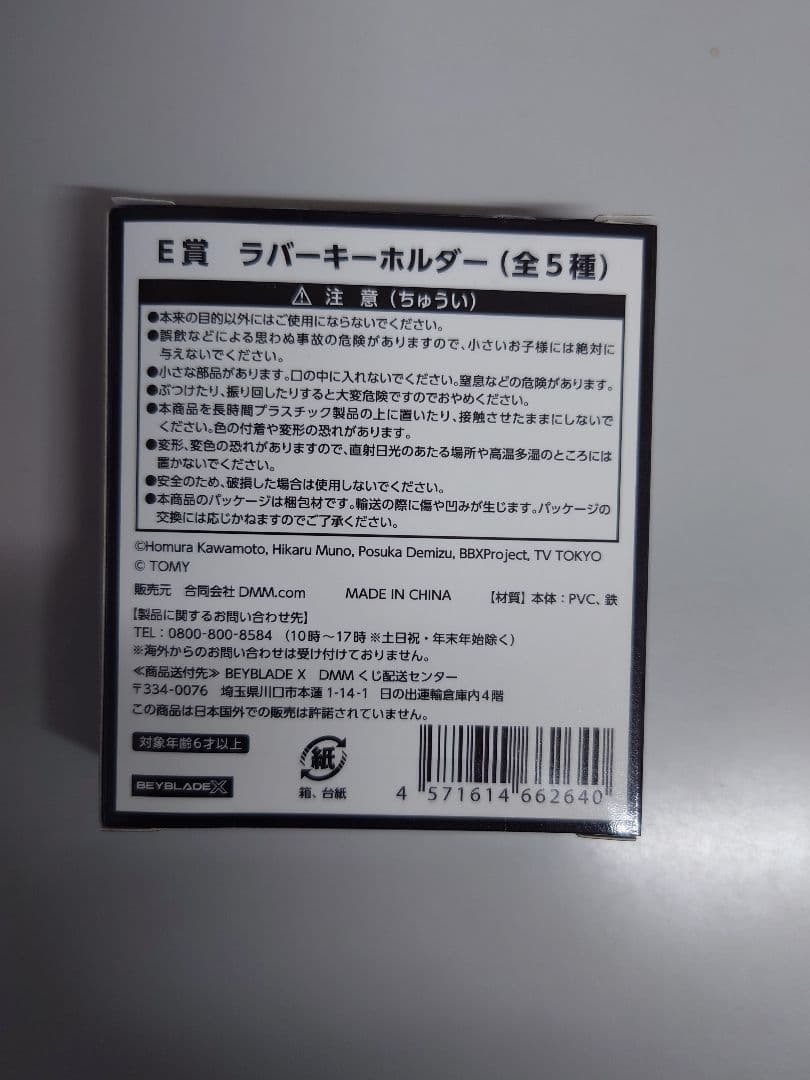 E賞　ラバーキーホルダー（全5種）
⚠ 注 意（ちゅうい）
●本来の目的以外にはご使用にならないでください。
●誤飲などによる思わぬ事故の危険がありますので、小さいお子様には絶対に
与えないでください。
●小さな部品があります。口の中に入れないでください。窒息などの危険があります。
●ぶつけたり、振り回したりすると大変危険ですのでおやめください。
●本商品を長時間プラスチック製品の上に置いたり、接触させたままにしないで
ください。色の付着や変形の恐れがあります。
●変形、変色の恐れがありますので、直射日光のあたる場所や高温多湿のところには
置かないでください。
●安全のため、破損した場合は使用しないでください。
●本商品のパッケージは梱包材です。輸送の際に傷や凹みが生じます。パッケージの
交換には応じかねますのでご了承ください。
©Homura Kawamoto, Hikaru Muno, Posuka Demizu, BBXProject, TV TOKYO
© TOMY
販売元　合同会社 DMM.com　MADE IN CHINA　【材質】本体：PVC、鉄
【製品に関するお問い合わせ先】
TEL：0800-800-8584　（10時〜17時 ※土日祝・年末年始除く）
※海外からのお問い合わせは受け付けておりません。
≪商品送付先≫ BEYBLADE X　DMM くじ配送センター
〒334-0076　埼玉県川口市本蓮 1-14-1　日の出運輸倉庫内4階
この商品は日本国外での販売は許諾されていません。
対象年齢6才以上
BEYBLADE X
紙
箱、台紙
4 571614 662640